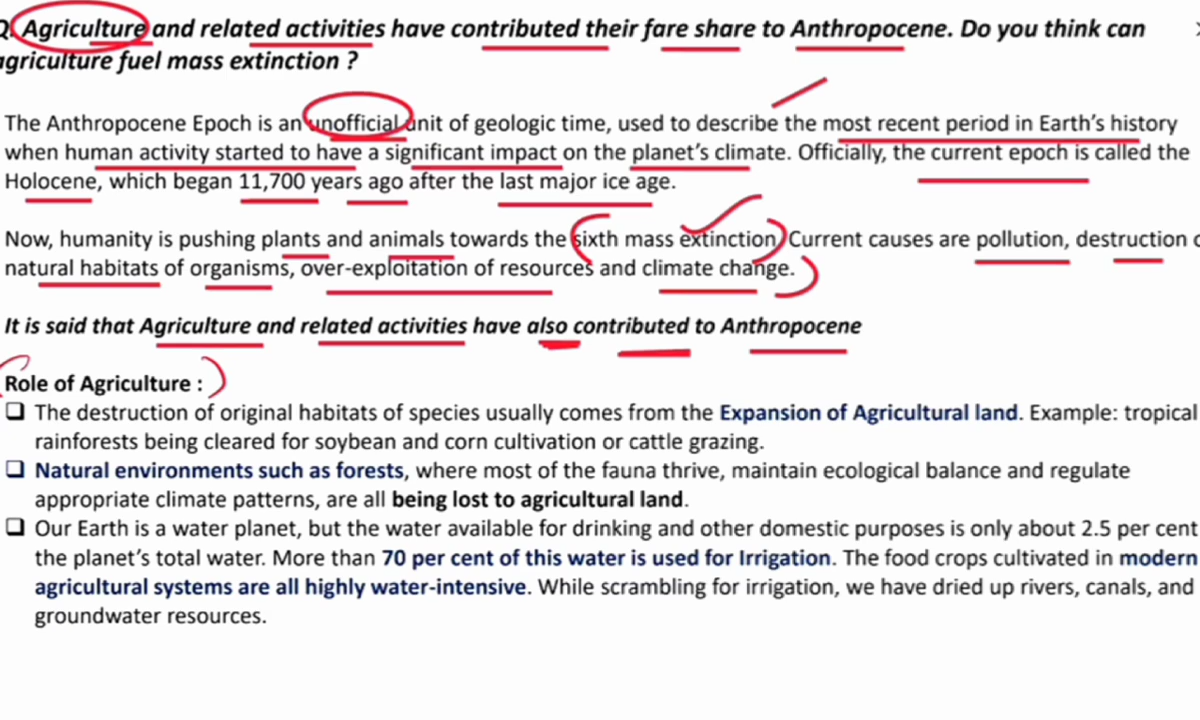 Q. Agriculture and related activities have contributed their fare share to Anthropocene. Do you think can
agriculture fuel mass extinction ?
The Anthropocene Epoch is an unofficial unit of geologic time, used to describe the most recent period in Earth's history
when human activity started to have a significant impact on the planet's climate. Officially, the current epoch is called the
Holocene, which began 11,700 years ago after the last major ice age.
Now, humanity is pushing plants and animals towards the sixth mass extinction. Current causes are pollution, destruction
natural habitats of organisms, over-exploitation of resources and climate change.
It is said that Agriculture and related activities have also contributed to Anthropocene
Role of Agriculture :
❑ The destruction of original habitats of species usually comes from the Expansion of Agricultural land. Example: tropical
rainforests being cleared for soybean and corn cultivation or cattle grazing.
❑ Natural environments such as forests, where most of the fauna thrive, maintain ecological balance and regulate
appropriate climate patterns, are all being lost to agricultural land.
❑ Our Earth is a water planet, but the water available for drinking and other domestic purposes is only about 2.5 per cent
the planet's total water. More than 70 per cent of this water is used for Irrigation. The food crops cultivated in modern
agricultural systems are all highly water-intensive. While scrambling for irrigation, we have dried up rivers, canals, and
groundwater resources.